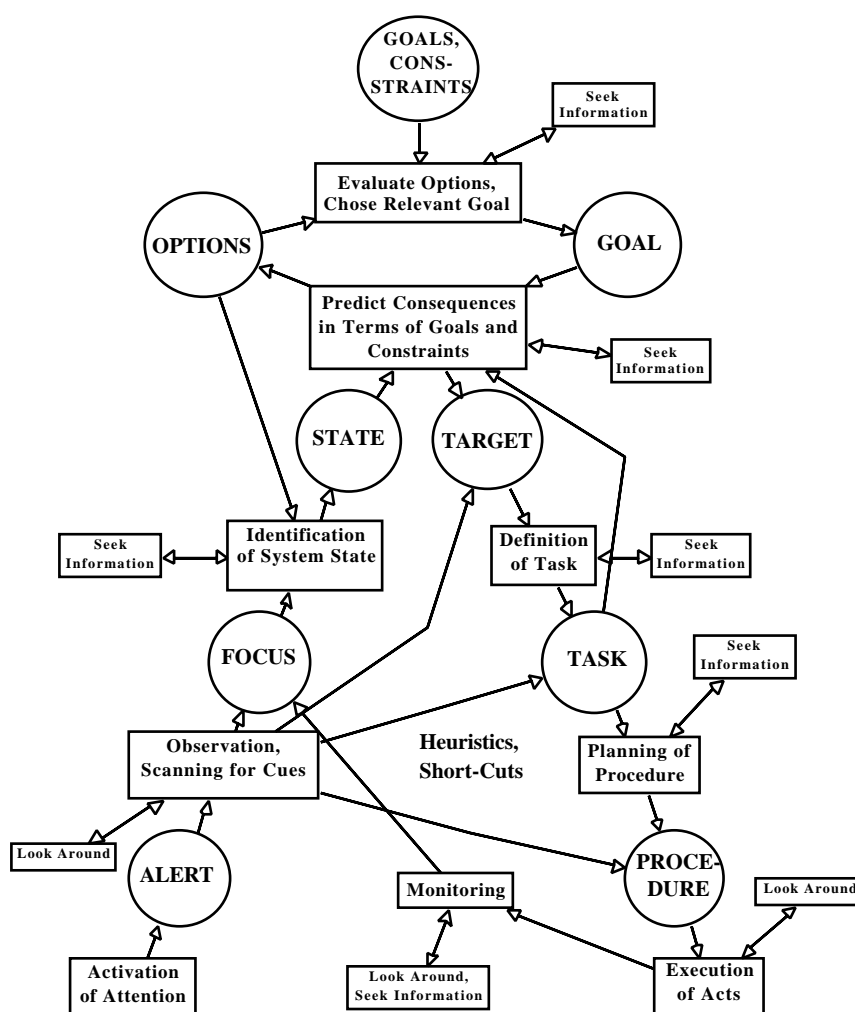 GOALS,
CONS-
STRAINTS
Seek
Information
Evaluate Options,
Chose Relevant Goal
OPTIONS
GOAL
Predict Consequences
in Terms of Goals and
Constraints
Seek
Information
STATE
TARGET
Seek
Information
Identification
of System State
Definition
of Task
Seek
Information
FOCUS
TASK
Seek
Information
Observation,
Scanning for Cues
Heuristics,
Short-Cuts
Planning of
Procedure
Look Around
ALERT
Monitoring
PROCE-
DURE
Look Around
Activation
of Attention
Look Around,
Seek Information
Execution
of Acts